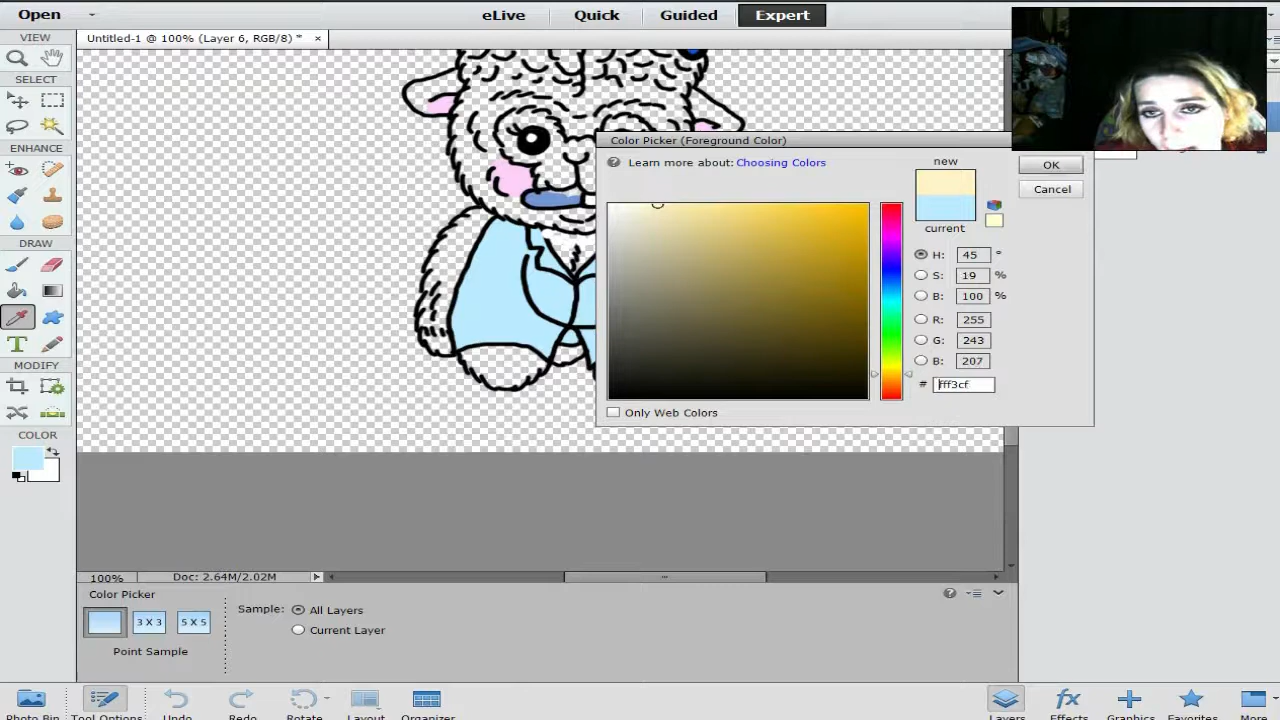 Open
eLive Quick Guided Expert
VIEW
Untitled-1 @ 100% (Layer 6, RGB/8) * ×
SELECT
ENHANCE
DRAW
MODIFY
COLOR
Color Picker (Foreground Color)
Learn more about: Choosing Colors
new
current
OK
Cancel
H: 45 °
S: 19 %
B: 100 %
R: 255
G: 243
B: 207
# fff3cf
Only Web Colors
100% Doc: 2.64M/2.02M
Color Picker
3 X 3 5 X 5
Point Sample
Sample: All Layers
Current Layer
Photo Bin Tool Options Undo Redo Rotate Layout Organizer
Layers Effects Graphics Favorites More